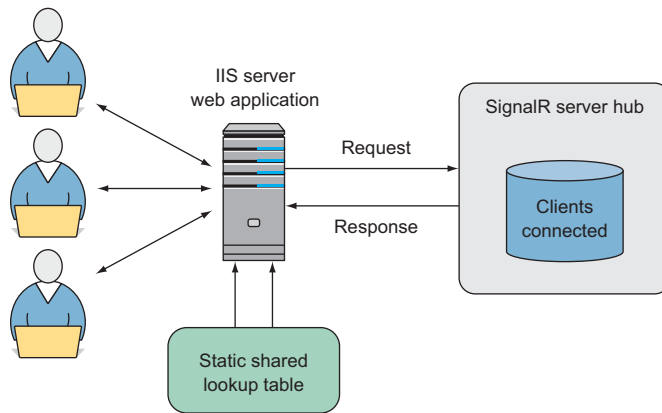 IIS server
web application
SignalR server hub
Request
Response
Clients
connected
Static shared
lookup table